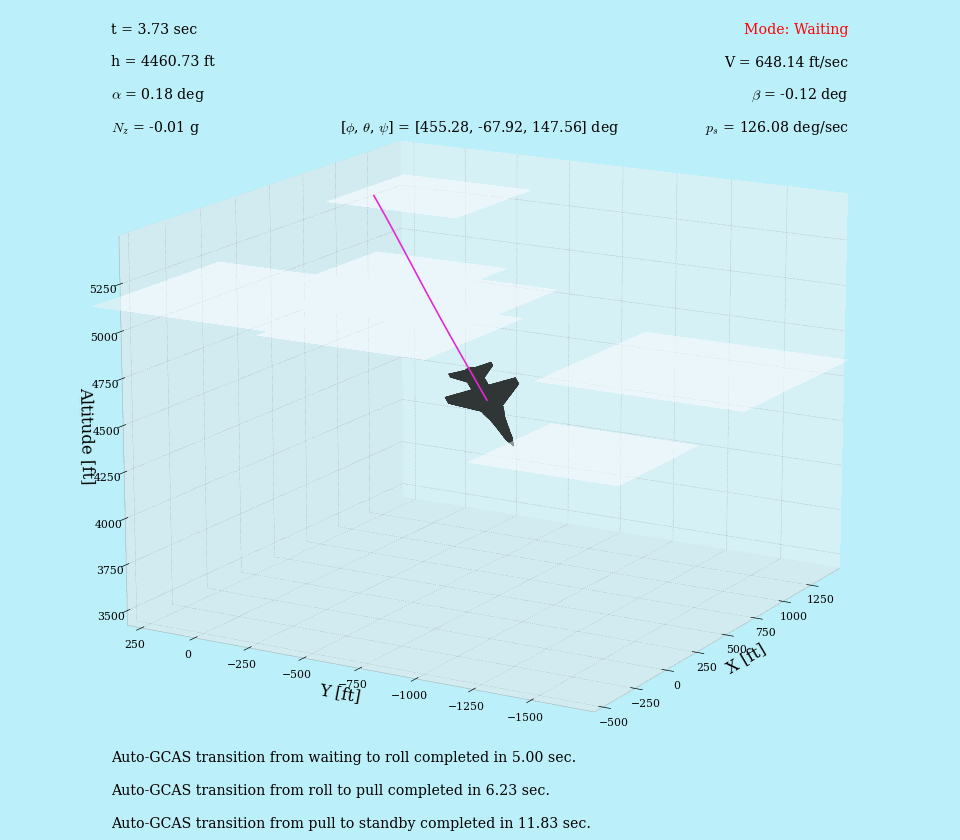 t = 3.73 sec
Mode: Waiting
h = 4460.73 ft
V = 648.14 ft/sec
α = 0.18 deg
β = -0.12 deg
N_z = -0.01 g
[ϕ, θ, ψ] = [455.28, -67.92, 147.56] deg
p_s = 126.08 deg/sec
5250
5000
4750
4500
4250
4000
3750
3500
Altitude [ft]
250
0
−250
−500
−750
−1000
−1250
−1500
Y [ft]
−500
−250
0
250
500
750
1000
1250
X [ft]
Auto-GCAS transition from waiting to roll completed in 5.00 sec.
Auto-GCAS transition from roll to pull completed in 6.23 sec.
Auto-GCAS transition from pull to standby completed in 11.83 sec.